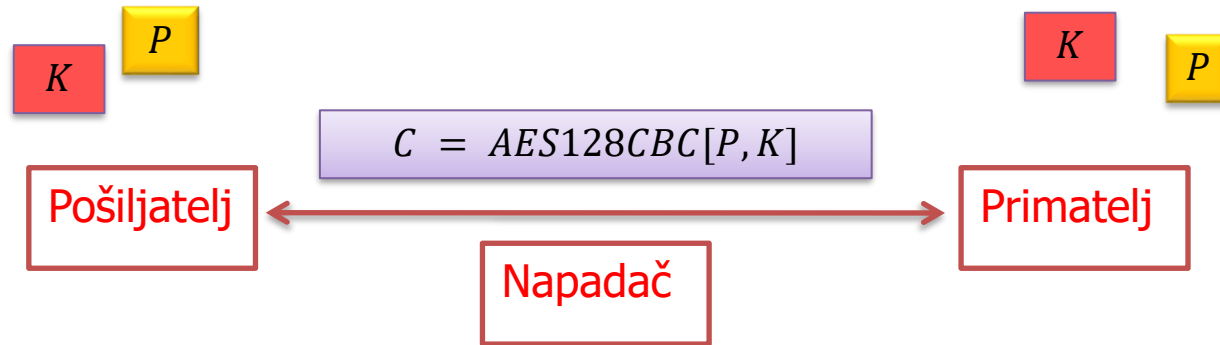 P
K
K
P
C = AES128CBC[P, K]
Pošiljatelj
Primatelj
Napadač